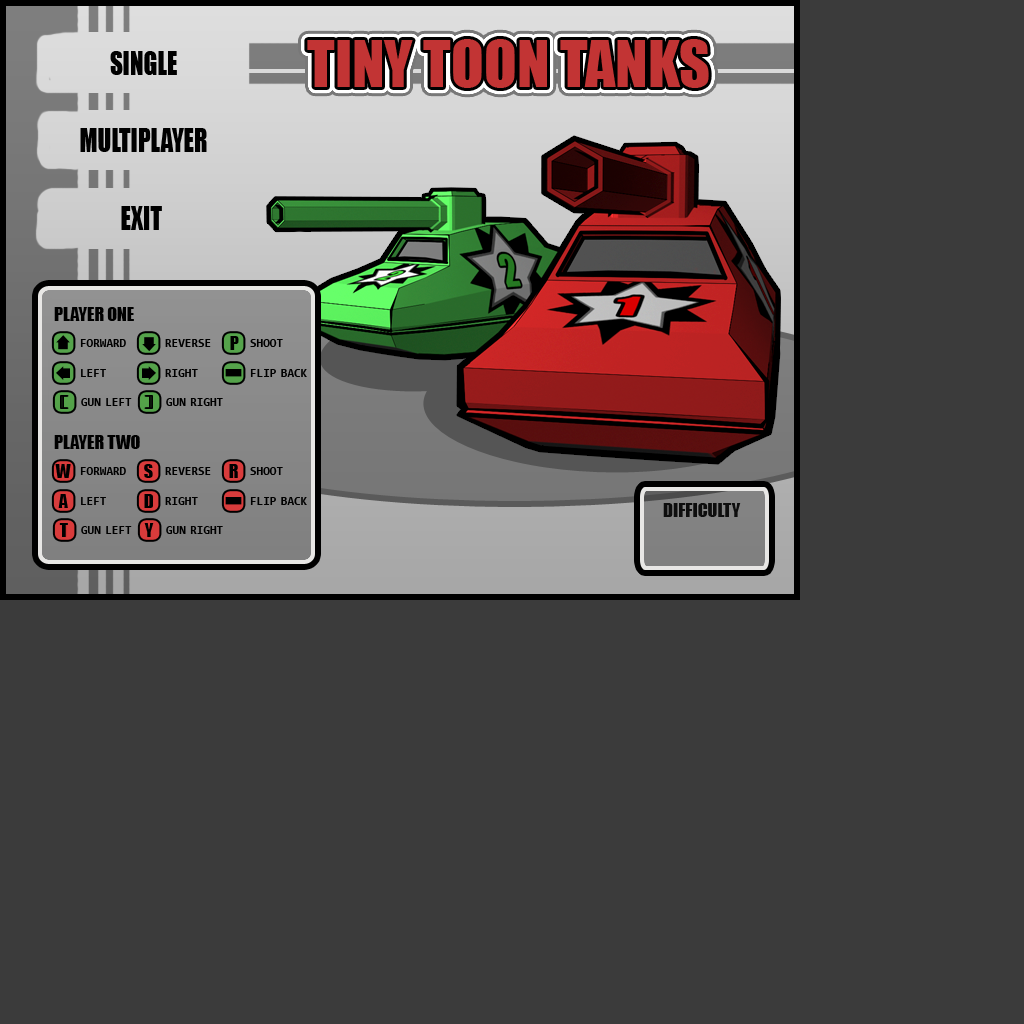 TINY TOON TANKS
SINGLE
MULTIPLAYER
EXIT
2
2
1
PLAYER ONE
FORWARD REVERSE P SHOOT
LEFT RIGHT FLIP BACK
[ GUN LEFT ] GUN RIGHT
PLAYER TWO
W FORWARD S REVERSE R SHOOT
A LEFT D RIGHT FLIP BACK
T GUN LEFT Y GUN RIGHT
DIFFICULTY